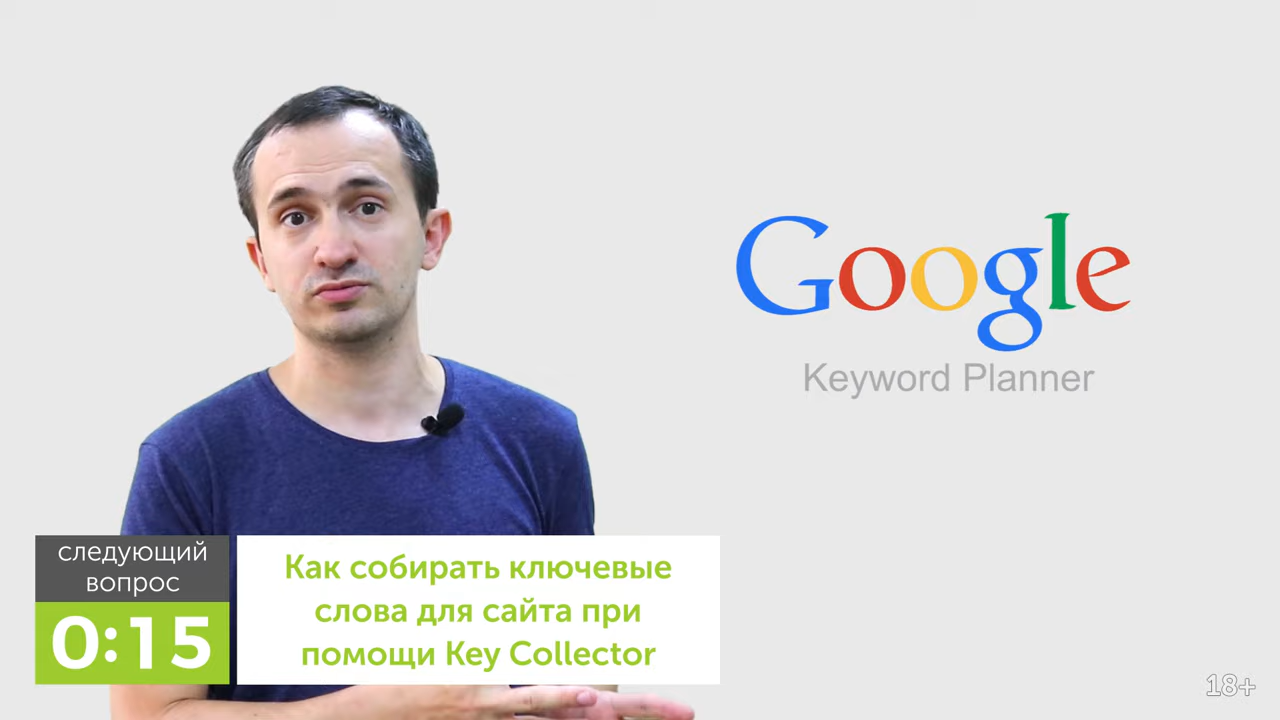 Google
Keyword Planner
следующий
вопрос
0:15
Как собирать ключевые
слова для сайта при
помощи Key Collector
18+